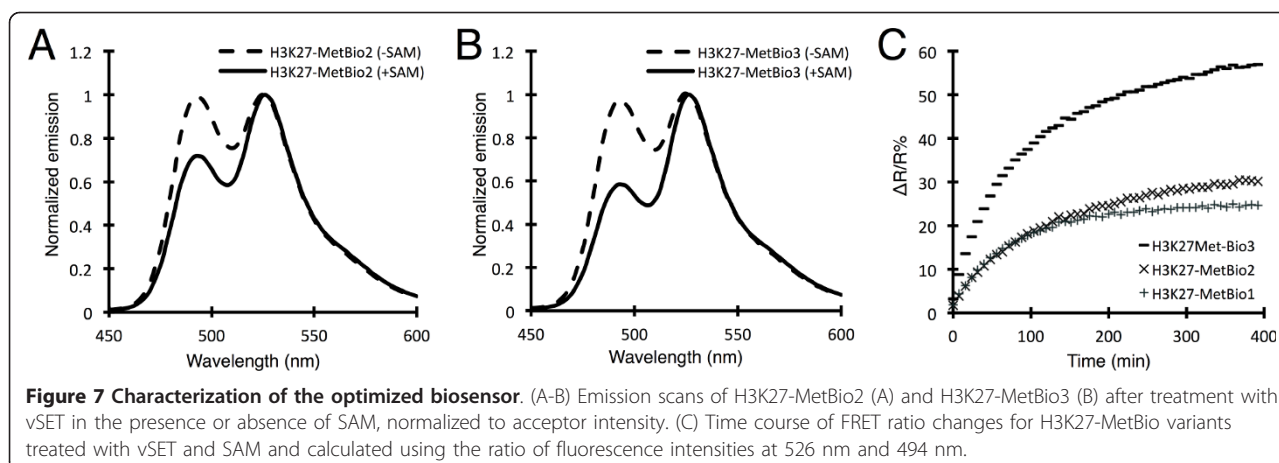 A
1.2
1
0.8
0.6
0.4
0.2
0
Normalized emission
450 500 550 600
Wavelength (nm)
H3K27-MetBio2 (-SAM)
H3K27-MetBio2 (+SAM)
B
1.2
1
0.8
0.6
0.4
0.2
0
Normalized emission
450 500 550 600
Wavelength (nm)
H3K27-MetBio3 (-SAM)
H3K27-MetBio3 (+SAM)
C
60
50
40
30
20
10
0
ΔR/R%
0 100 200 300 400
Time (min)
H3K27Met-Bio3
H3K27-MetBio2
H3K27-MetBio1
Figure 7 Characterization of the optimized biosensor. (A-B) Emission scans of H3K27-MetBio2 (A) and H3K27-MetBio3 (B) after treatment with
vSET in the presence or absence of SAM, normalized to acceptor intensity. (C) Time course of FRET ratio changes for H3K27-MetBio variants
treated with vSET and SAM and calculated using the ratio of fluorescence intensities at 526 nm and 494 nm.